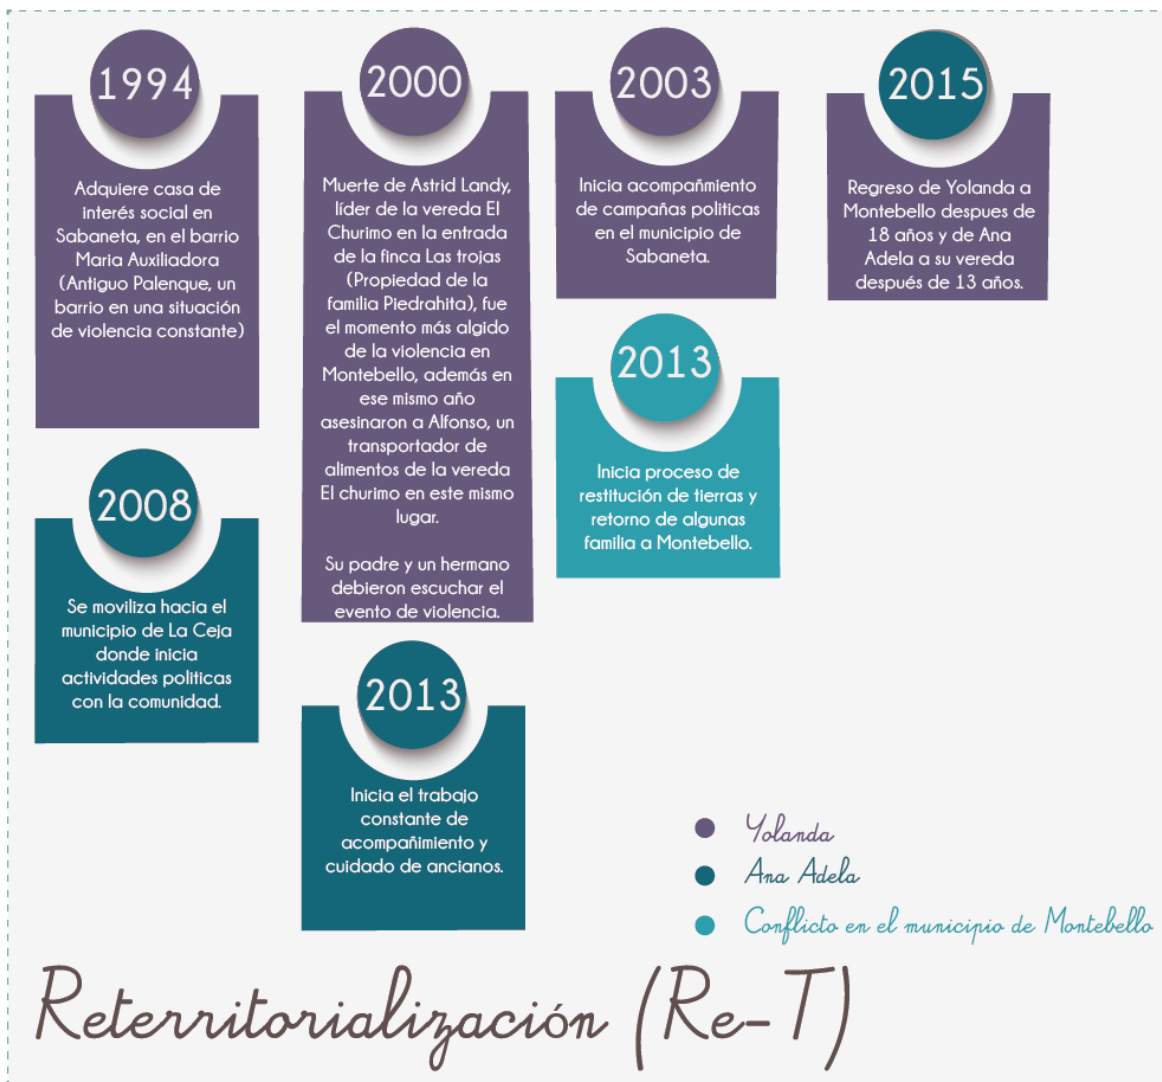 1994
Adquiere casa de
interés social en
Sabaneta, en el barrio
Maria Auxiliadora
(Antiguo Palenque, un
barrio en una situación
de violencia constante)
2000
Muerte de Astrid Landy,
líder de la vereda El
Churimo en la entrada
de la finca Las trojas
(Propiedad de la
familia Piedrahita), fue
el momento más algido
de la violencia en
Montebello, además en
ese mismo año
asesinaron a Alfonso, un
transportador de
alimentos de la vereda
El churimo en este mismo
lugar.
Su padre y un hermano
debieron escuchar el
evento de violencia.
2003
Inicia acompañmiento
de campañas politicas
en el municipio de
Sabaneta.
2015
Regreso de Yolanda a
Montebello despues de
18 años y de Ana
Adela a su vereda
después de 13 años.
2008
Se moviliza hacia el
municipio de La Ceja
donde inicia
actividades politicas
con la comunidad.
2013
Inicia el trabajo
constante de
acompañimiento y
cuidado de ancianos.
2013
Inicia proceso de
restitución de tierras y
retorno de algunas
familia a Montebello.
Yolanda
Ana Adela
Conflicto en el municipio de Montebello
Reterritorialización (Re-T)